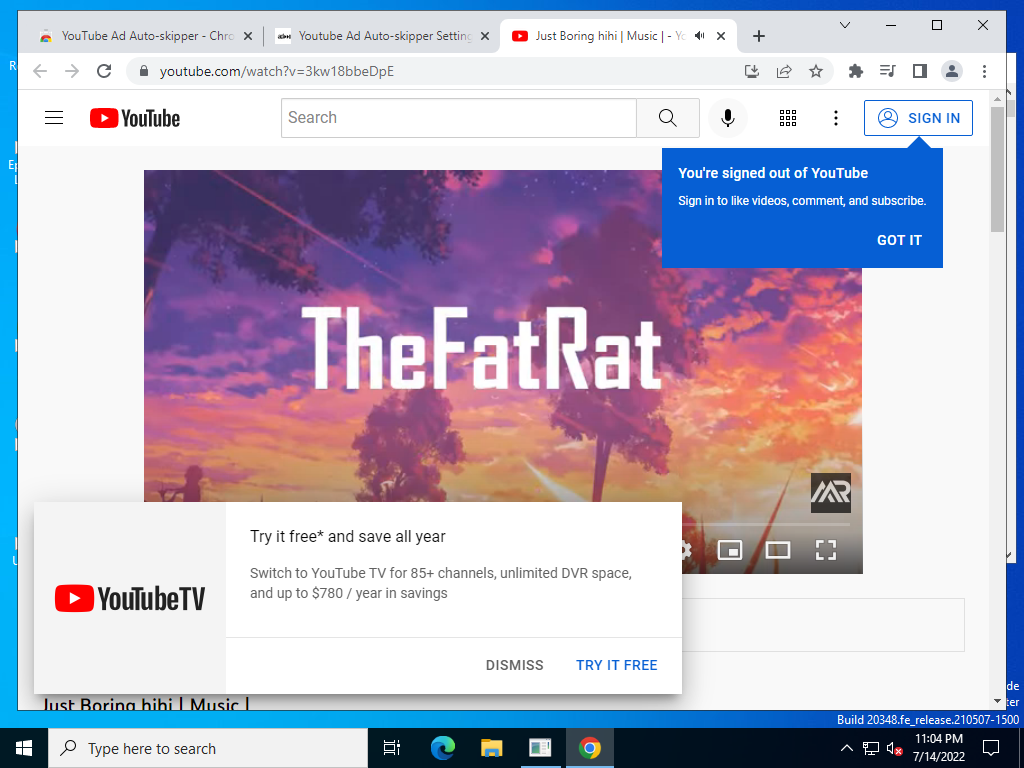 YouTube Ad Auto-skipper - Chro
Youtube Ad Auto-skipper Setting
Just Boring hihi | Music | - Yo
youtube.com/watch?v=3kw18bbeDpE
YouTube
Search
SIGN IN
You're signed out of YouTube
Sign in to like videos, comment, and subscribe.
GOT IT
TheFatRat
Try it free* and save all year
Switch to YouTube TV for 85+ channels, unlimited DVR space,
and up to $780 / year in savings
YouTubeTV
DISMISS
TRY IT FREE
Just Boring hihi | Music |
Build 20348.fe_release.210507-1500
Type here to search
11:04 PM
7/14/2022